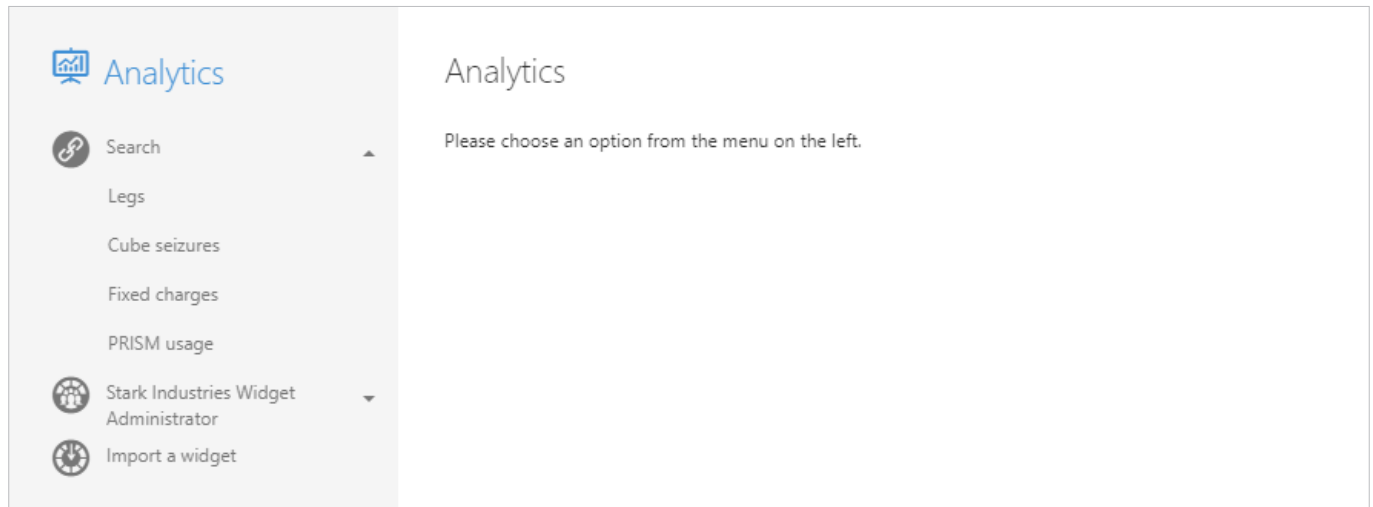 Analytics
Search
Legs
Cube seizures
Fixed charges
PRISM usage
Stark Industries Widget
Administrator
Import a widget
Analytics
Please choose an option from the menu on the left.